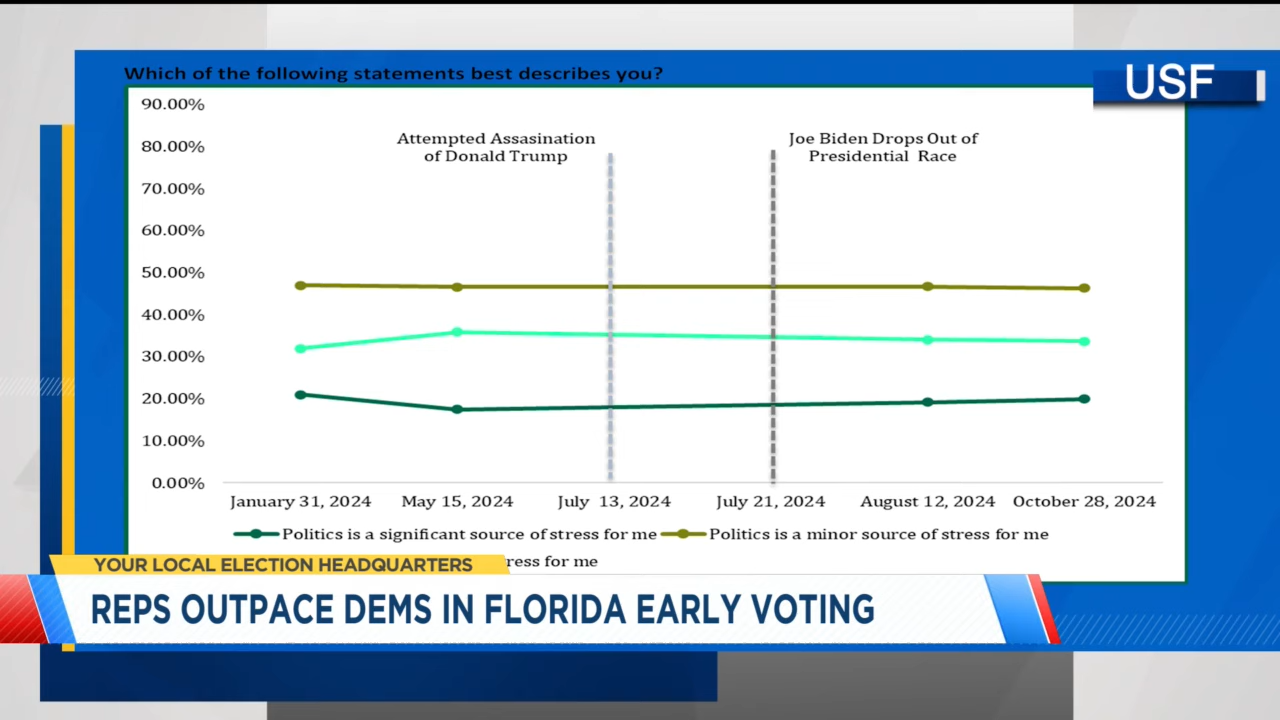 Which of the following statements best describes you?
USF
90.00%
80.00%
70.00%
60.00%
50.00%
40.00%
30.00%
20.00%
10.00%
0.00%
Attempted Assasination
of Donald Trump
Joe Biden Drops Out of
Presidential Race
January 31, 2024 May 15, 2024 July 13, 2024 July 21, 2024 August 12, 2024 October 28, 2024
Politics is a significant source of stress for me Politics is a minor source of stress for me
for me
YOUR LOCAL ELECTION HEADQUARTERS
REPS OUTPACE DEMS IN FLORIDA EARLY VOTING